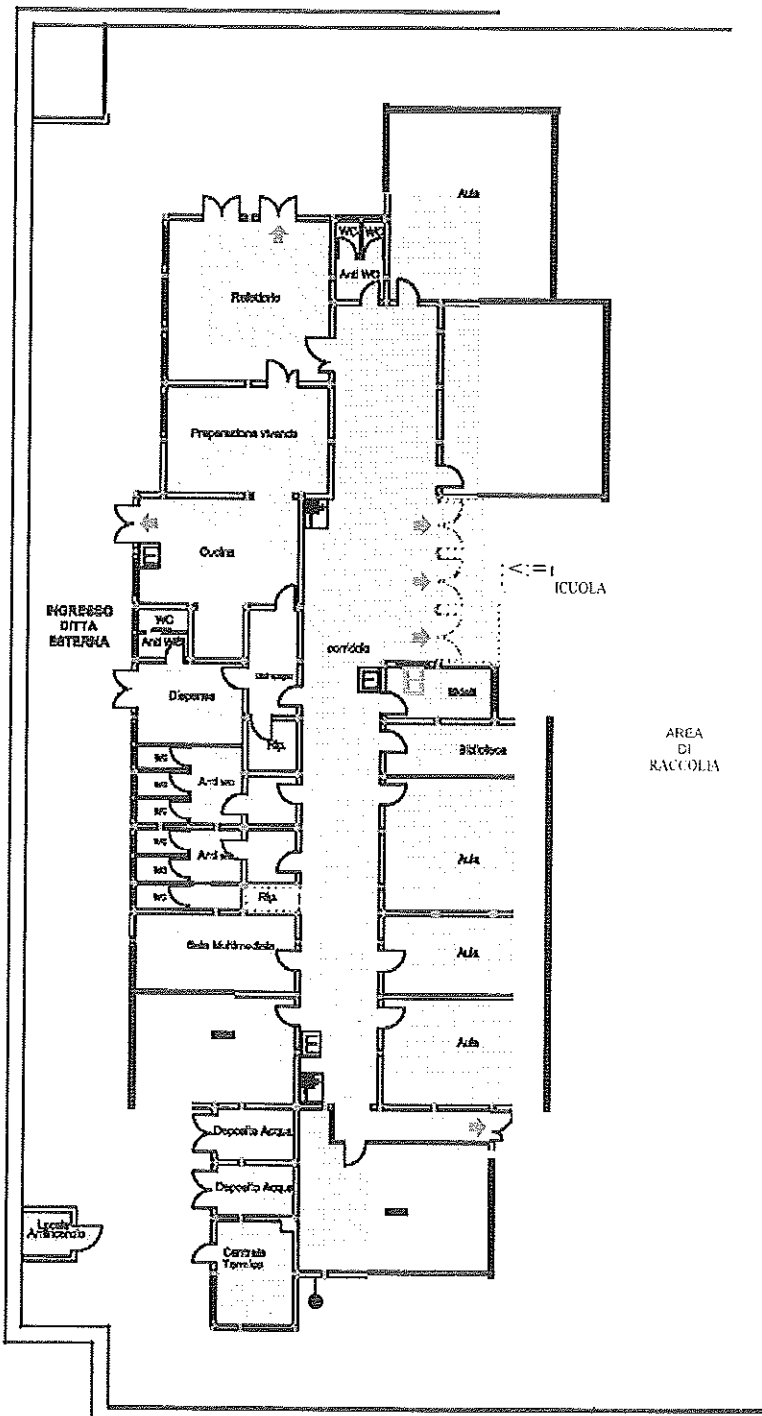 Aula
WC
WC
Anti WC
Refettorio
Preparazione vivande
Cucina
<:=
ICUOLA
INGRESSO
DITTA
ESTERNA
WC
Anti WC
corridoio
Dispensa
Biblioteca
Rip.
AREA
DI
RACCOLIA
WC
WC
Anti WC
WC
WC
Anti WC
WC
WC
Aula
Rip.
Sala Multimediale
Aula
Aula
Deposito Acqua
Deposito Acqua
Locale
Antincendio
Centrale
Termica